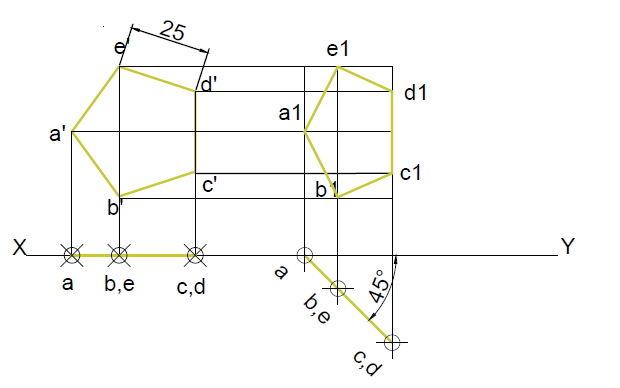 25
e'
e1
d'
d1
a1
a'
c'
c1
b'
b1
X
Y
a
b,e
c,d
a
b,e
c,d
45°